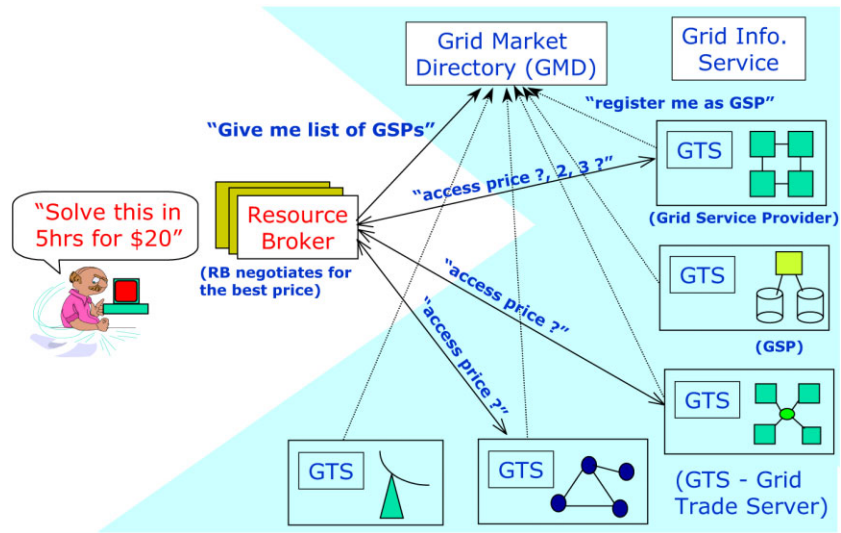 Grid Market
Directory (GMD)
Grid Info.
Service
“register me as GSP”
“Give me list of GSPs”
GTS
“access price ?, 2, 3 ?”
“Solve this in
5hrs for $20”
Resource
Broker
(Grid Service Provider)
(RB negotiates for
the best price)
“access price ?”
GTS
“access price ?”
(GSP)
GTS
GTS
GTS
(GTS - Grid
Trade Server)